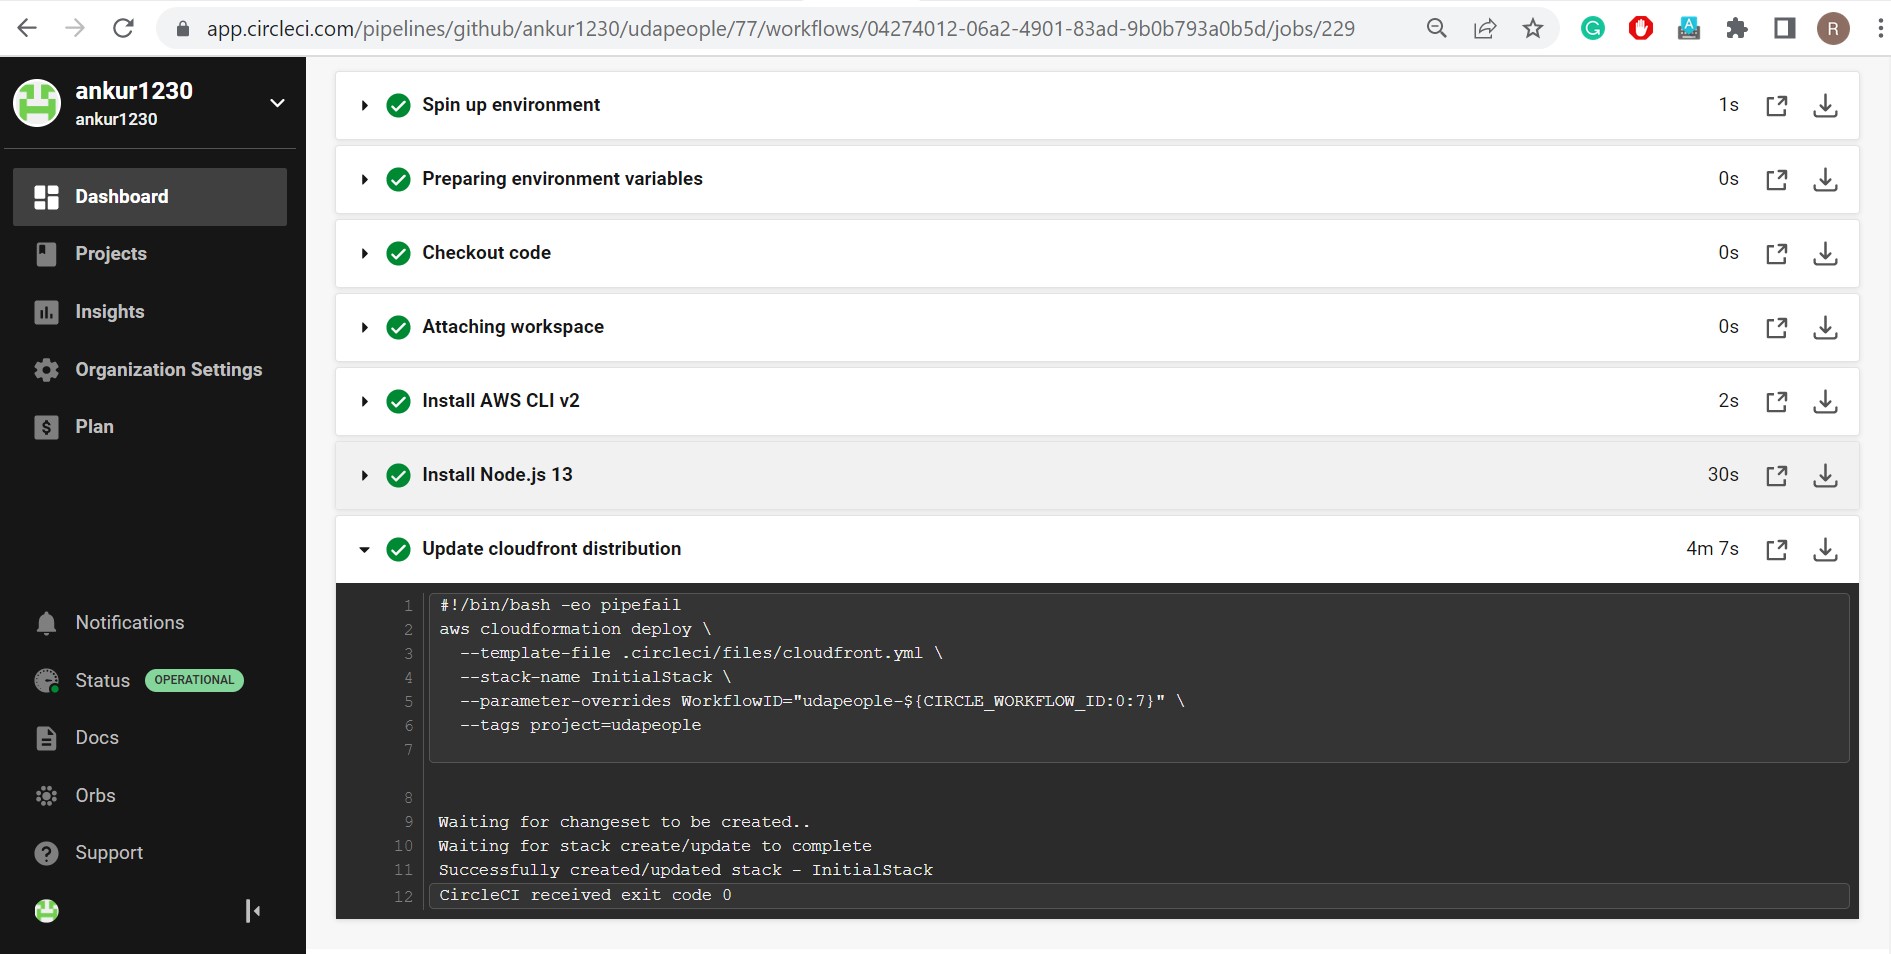 app.circleci.com/pipelines/github/ankur1230/udapeople/77/workflows/04274012-06a2-4901-83ad-9b0b793a0b5d/jobs/229
G
A
R
ankur1230
ankur1230
Dashboard
Projects
Insights
Organization Settings
$ Plan
Notifications
Status OPERATIONAL
Docs
Orbs
? Support
Spin up environment 1s
Preparing environment variables 0s
Checkout code 0s
Attaching workspace 0s
Install AWS CLI v2 2s
Install Node.js 13 30s
Update cloudfront distribution 4m 7s
1 #!/bin/bash -eo pipefail
2 aws cloudformation deploy \
3 --template-file .circleci/files/cloudfront.yml \
4 --stack-name InitialStack \
5 --parameter-overrides WorkflowID="udapeople-${CIRCLE_WORKFLOW_ID:0:7}" \
6 --tags project=udapeople
7
8
9 Waiting for changeset to be created..
10 Waiting for stack create/update to complete
11 Successfully created/updated stack - InitialStack
12 CircleCI received exit code 0